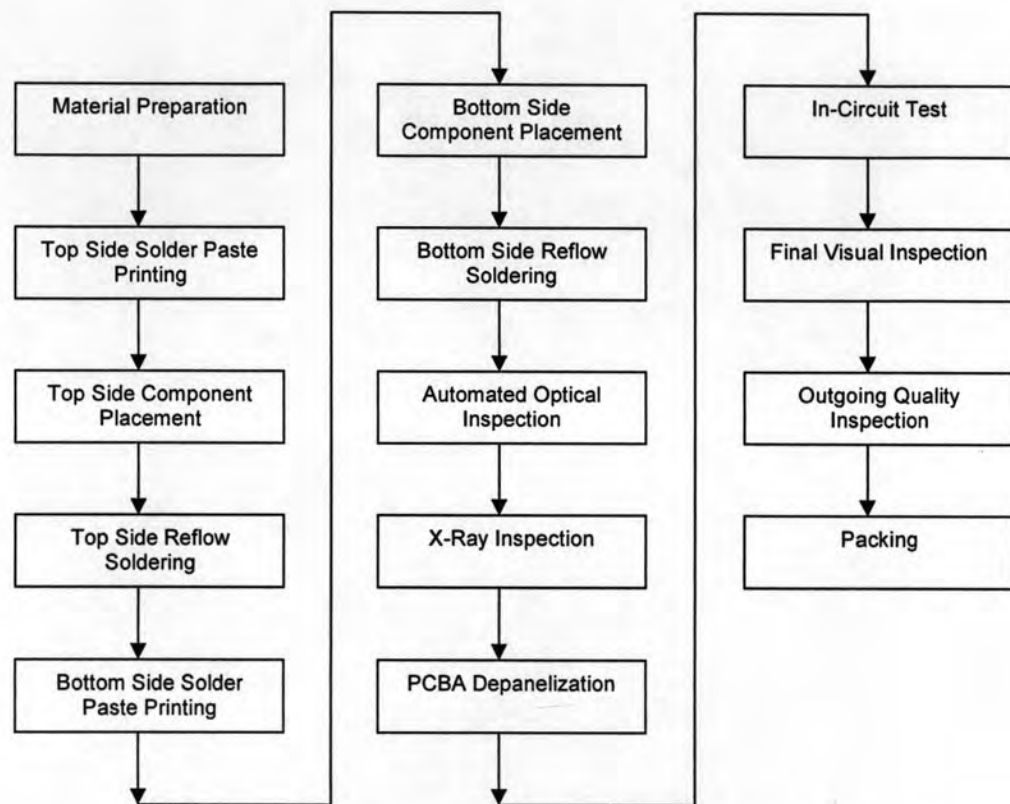 Material Preparation
Top Side Solder Paste
Printing
Top Side Component
Placement
Top Side Reflow
Soldering
Bottom Side Solder
Paste Printing
Bottom Side
Component Placement
Bottom Side Reflow
Soldering
Automated Optical
Inspection
X-Ray Inspection
PCBA Depanelization
In-Circuit Test
Final Visual Inspection
Outgoing Quality
Inspection
Packing